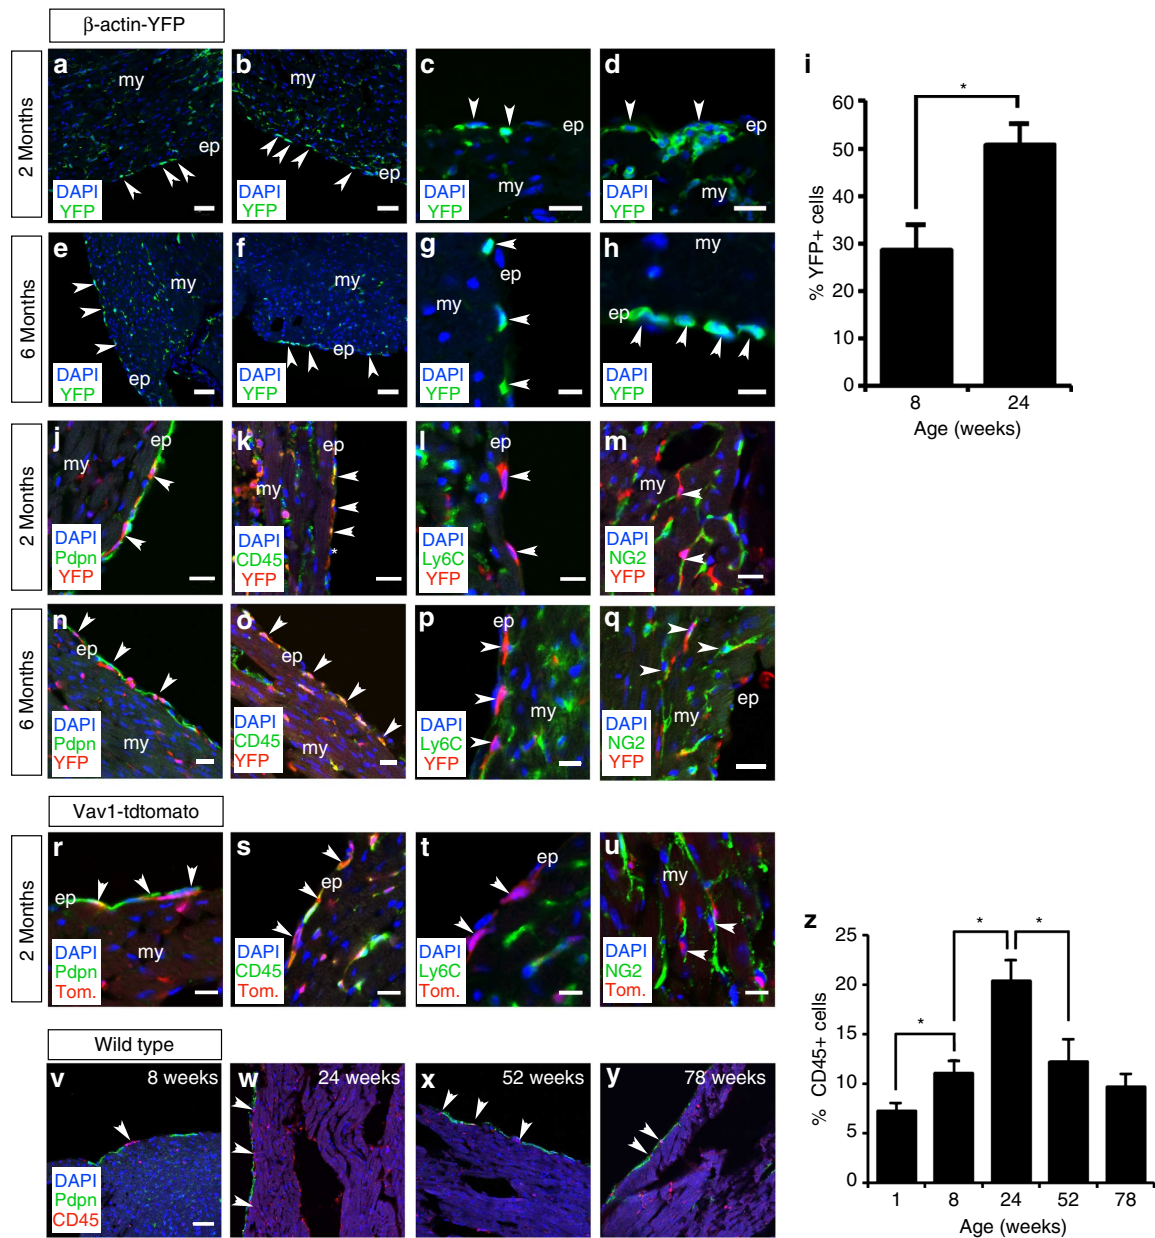 β-actin-YFP
2 Months
a
my
ep
DAPI
YFP
b
my
ep
DAPI
YFP
c
ep
my
DAPI
YFP
d
ep
my
DAPI
YFP
6 Months
e
my
ep
DAPI
YFP
f
my
ep
DAPI
YFP
g
ep
my
DAPI
YFP
h
my
ep
DAPI
YFP
i
*
% YFP+ cells
60
50
40
30
20
10
0
8 24
Age (weeks)
2 Months
j
ep
my
DAPI
Pdpn
YFP
k
ep
my
*
DAPI
CD45
YFP
l
ep
DAPI
Ly6C
YFP
m
my
DAPI
NG2
YFP
6 Months
n
ep
my
DAPI
Pdpn
YFP
o
ep
my
DAPI
CD45
YFP
p
ep
my
DAPI
Ly6C
YFP
q
ep
my
DAPI
NG2
YFP
Vav1-tdtomato
2 Months
r
ep
my
DAPI
Pdpn
Tom.
s
ep
DAPI
CD45
Tom.
t
ep
DAPI
Ly6C
Tom.
u
my
DAPI
NG2
Tom.
Wild type
v
8 weeks
DAPI
Pdpn
CD45
w
24 weeks
x
52 weeks
y
78 weeks
z
* *
*
% CD45+ cells
25
20
15
10
5
0
1 8 24 52 78
Age (weeks)